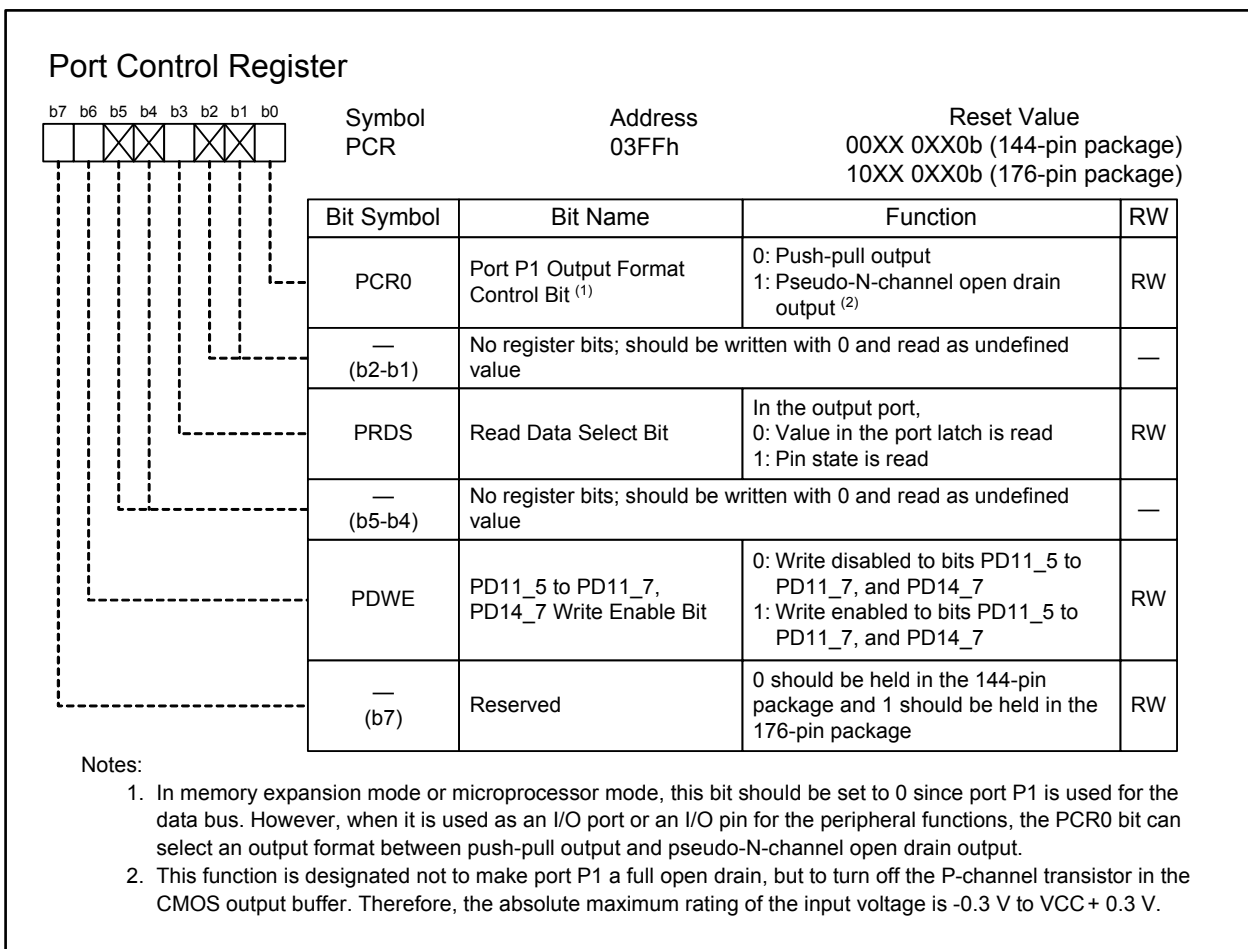 Port Control Register
b7 b6 b5 b4 b3 b2 b1 b0
Symbol Address Reset Value
PCR 03FFh 00XX 0XX0b (144-pin package)
10XX 0XX0b (176-pin package)
Bit Symbol Bit Name Function RW
PCR0
Port P1 Output Format
Control Bit (1)
0: Push-pull output
1: Pseudo-N-channel open drain
output (2)
RW
—
(b2-b1)
No register bits; should be written with 0 and read as undefined
value
—
PRDS
Read Data Select Bit
In the output port,
0: Value in the port latch is read
1: Pin state is read
RW
—
(b5-b4)
No register bits; should be written with 0 and read as undefined
value
—
PDWE
PD11_5 to PD11_7,
PD14_7 Write Enable Bit
0: Write disabled to bits PD11_5 to
PD11_7, and PD14_7
1: Write enabled to bits PD11_5 to
PD11_7, and PD14_7
RW
—
(b7)
Reserved
0 should be held in the 144-pin
package and 1 should be held in the
176-pin package
RW
Notes:
1. In memory expansion mode or microprocessor mode, this bit should be set to 0 since port P1 is used for the
data bus. However, when it is used as an I/O port or an I/O pin for the peripheral functions, the PCR0 bit can
select an output format between push-pull output and pseudo-N-channel open drain output.
2. This function is designated not to make port P1 a full open drain, but to turn off the P-channel transistor in the
CMOS output buffer. Therefore, the absolute maximum rating of the input voltage is -0.3 V to VCC + 0.3 V.